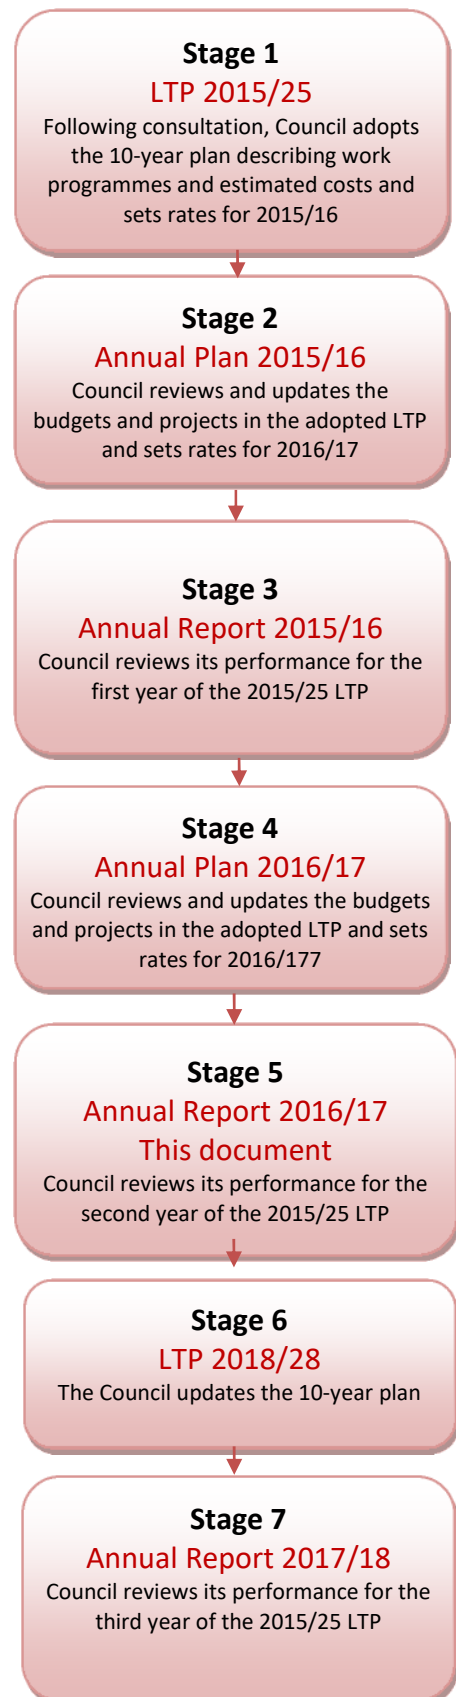 Stage 1
LTP 2015/25
Following consultation, Council adopts
the 10-year plan describing work
programmes and estimated costs and
sets rates for 2015/16
Stage 2
Annual Plan 2015/16
Council reviews and updates the
budgets and projects in the adopted LTP
and sets rates for 2016/17
Stage 3
Annual Report 2015/16
Council reviews its performance for the
first year of the 2015/25 LTP
Stage 4
Annual Plan 2016/17
Council reviews and updates the budgets
and projects in the adopted LTP and sets
rates for 2016/177
Stage 5
Annual Report 2016/17
This document
Council reviews its performance for the
second year of the 2015/25 LTP
Stage 6
LTP 2018/28
The Council updates the 10-year plan
Stage 7
Annual Report 2017/18
Council reviews its performance for the
third year of the 2015/25 LTP